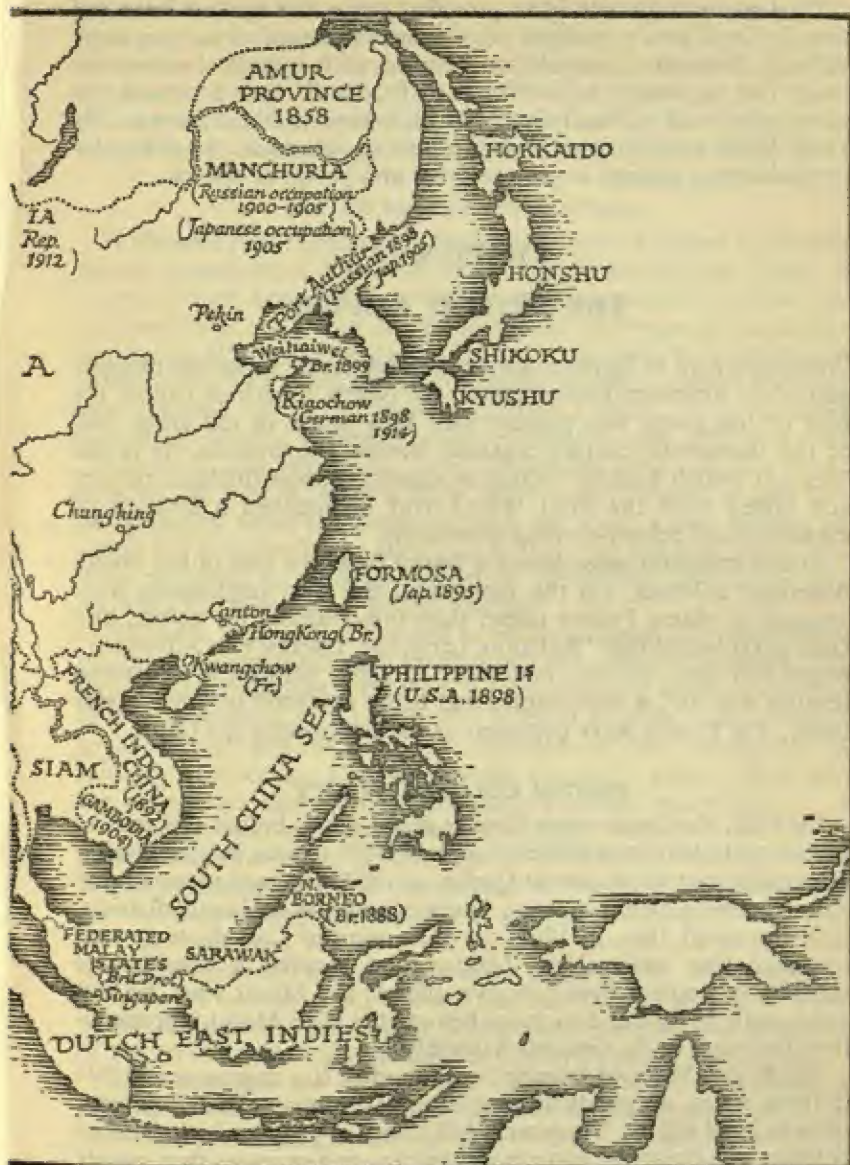 AMUR
PROVINCE
1858
HOKKAIDO
MANCHURIA
(Russian occupation
1900-1905)
(Japanese occupation)
1905
IA
Rep.
1912)
Port Arthur
(Russian 1898
Jap. 1905)
HONSHU
Pekin
Weihaiwei
Br. 1899
SHIKOKU
A
KYUSHU
Kiaochow
(German 1898
1914)
Chungking
FORMOSA
(Jap. 1895)
Canton
HongKong (Br.)
Kwangchow
(Fr.)
PHILIPPINE Is
(U.S.A. 1898)
FRENCH INDO-
CHINA
(1892)
SIAM
CAMBODIA
(1904)
SOUTH CHINA SEA
N.
BORNEO
(Br. 1888)
FEDERATED
MALAY
STATES
(Brit. Prot.)
SARAWAK
Singapore
DUTCH EAST INDIES